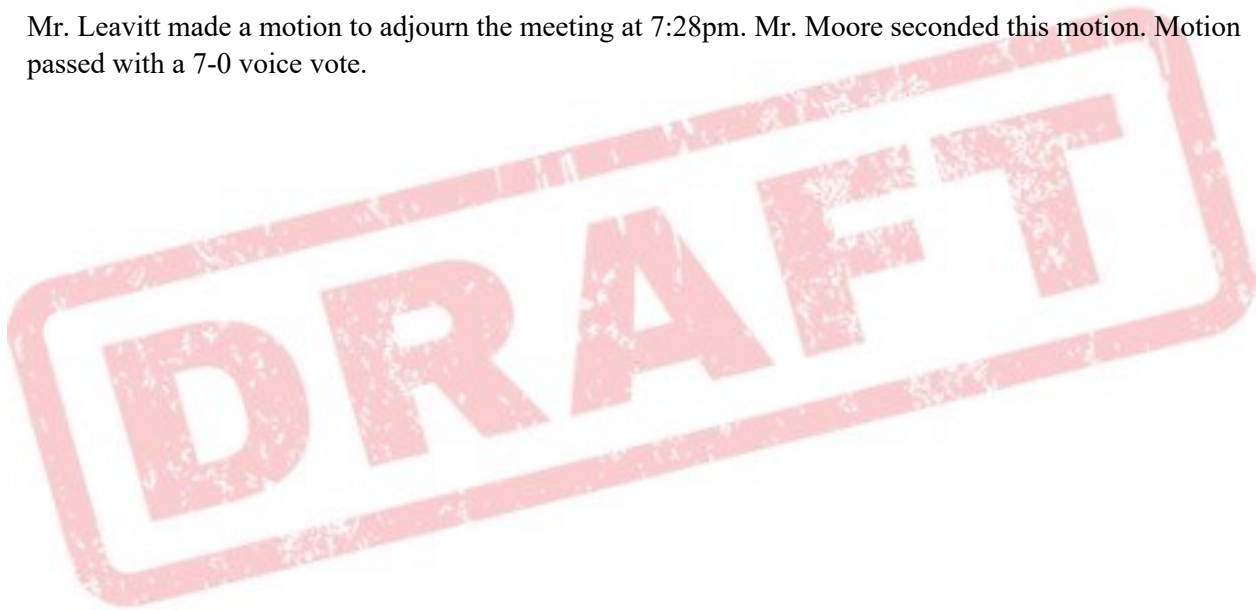 Mr. Leavitt made a motion to adjourn the meeting at 7:28pm. Mr. Moore seconded this motion. Motion
passed with a 7-0 voice vote.
DRAFT